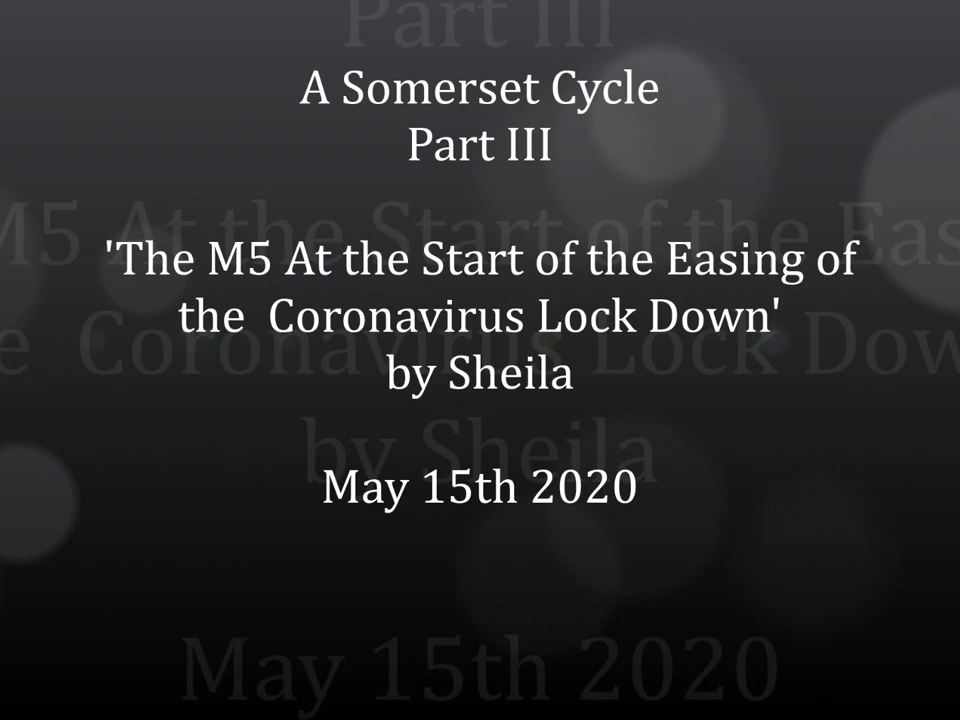 A Somerset Cycle
Part III
'The M5 At the Start of the Easing of
the  Coronavirus Lock Down'
by Sheila
May 15th 2020